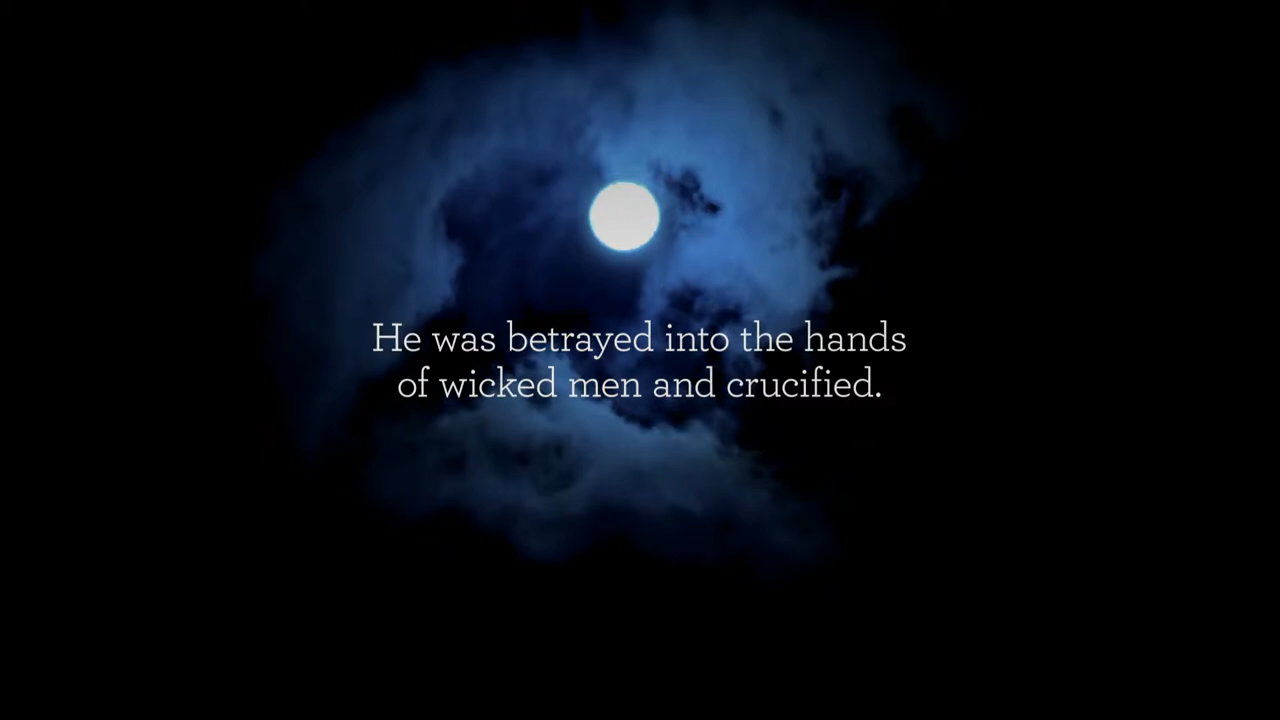 He was betrayed into the hands
of wicked men and crucified.